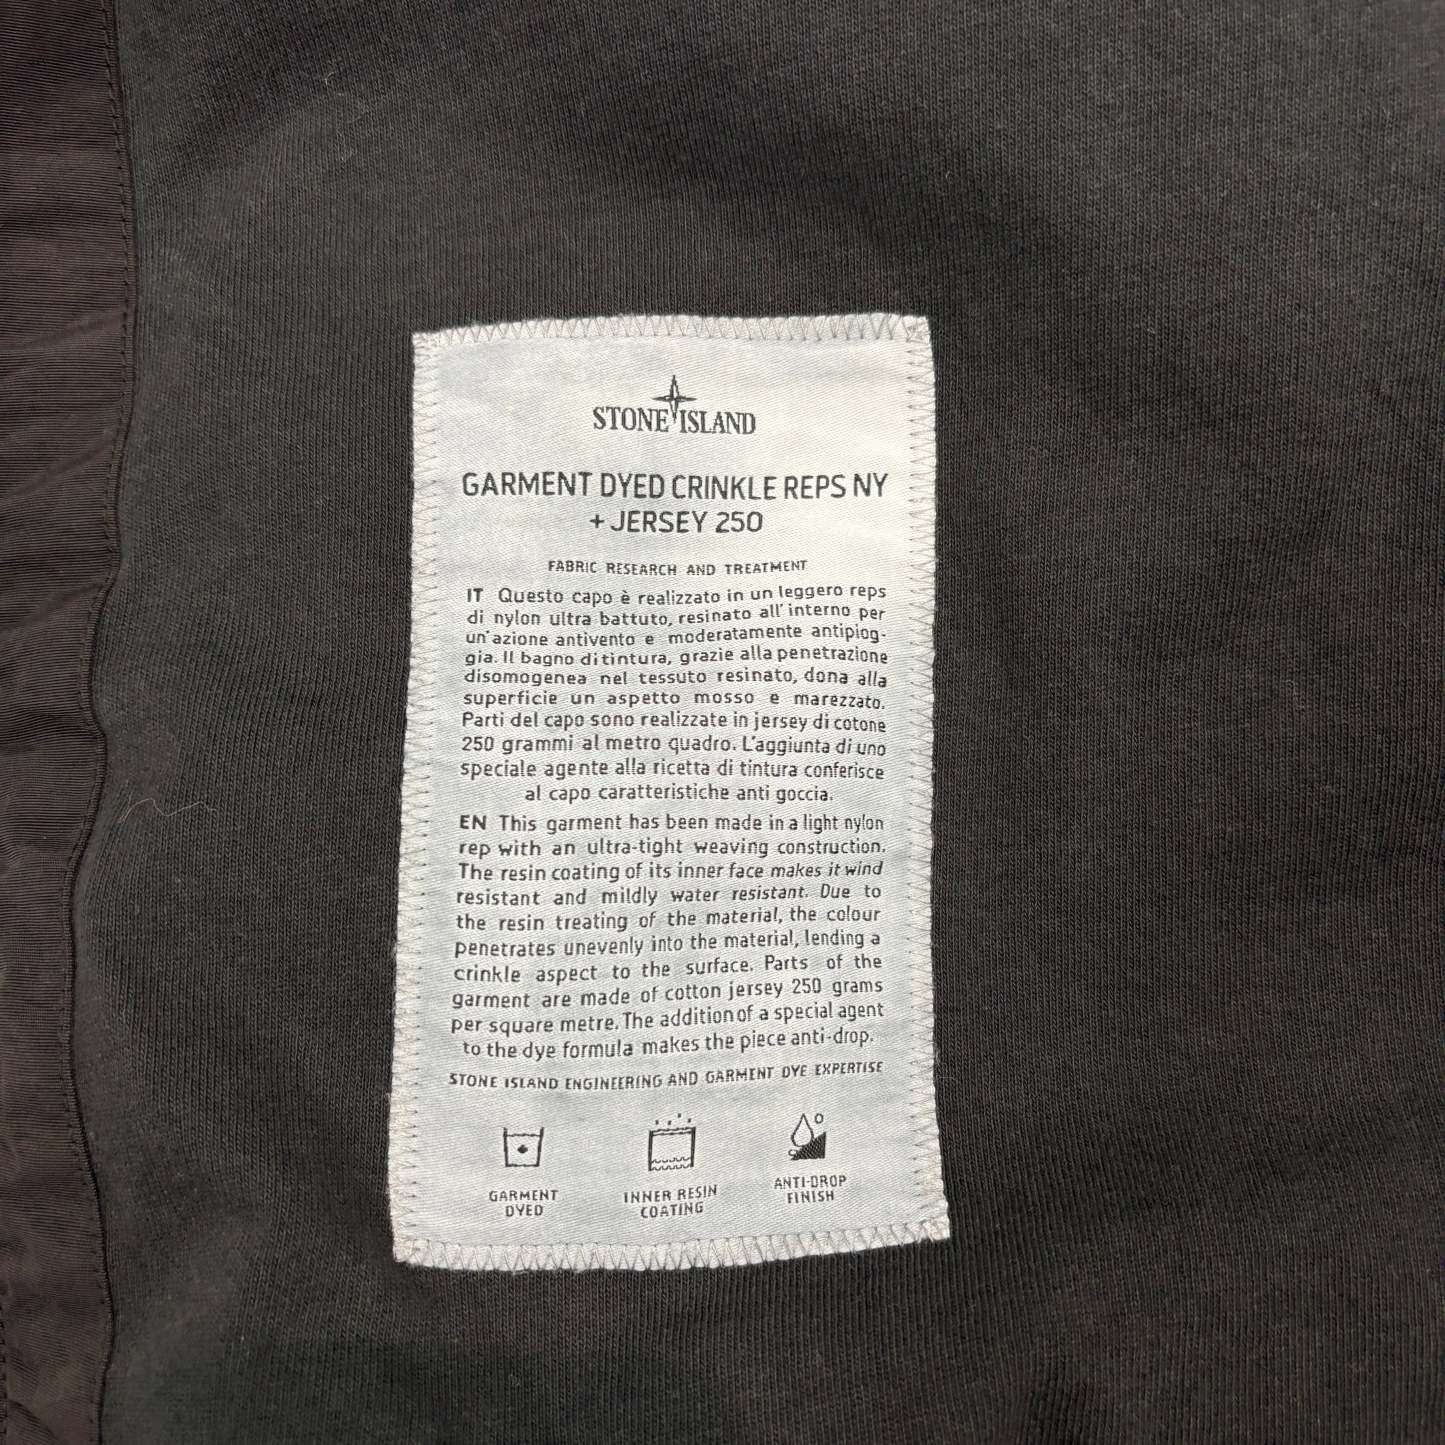 STONE ISLAND
GARMENT DYED CRINKLE REPS NY
+ JERSEY 250
FABRIC RESEARCH AND TREATMENT
IT Questo capo è realizzato in un leggero reps
di nylon ultra battuto, resinato all'interno per
un'azione antivento e moderatamente antipiog-
gia. Il bagno di tintura, grazie alla penetrazione
disomogenea nel tessuto resinato, dona alla
superficie un aspetto mosso e marezzato.
Parti del capo sono realizzate in jersey di cotone
250 grammi al metro quadro. L'aggiunta di uno
speciale agente alla ricetta di tintura conferisce
al capo caratteristiche anti goccia.
EN This garment has been made in a light nylon
rep with an ultra-tight weaving construction.
The resin coating of its inner face makes it wind
resistant and mildly water resistant. Due to
the resin treating of the material, the colour
penetrates unevenly into the material, lending a
crinkle aspect to the surface. Parts of the
garment are made of cotton jersey 250 grams
per square metre. The addition of a special agent
to the dye formula makes the piece anti-drop.
STONE ISLAND ENGINEERING AND GARMENT DYE EXPERTISE
GARMENT
DYED
INNER RESIN
COATING
ANTI-DROP
FINISH